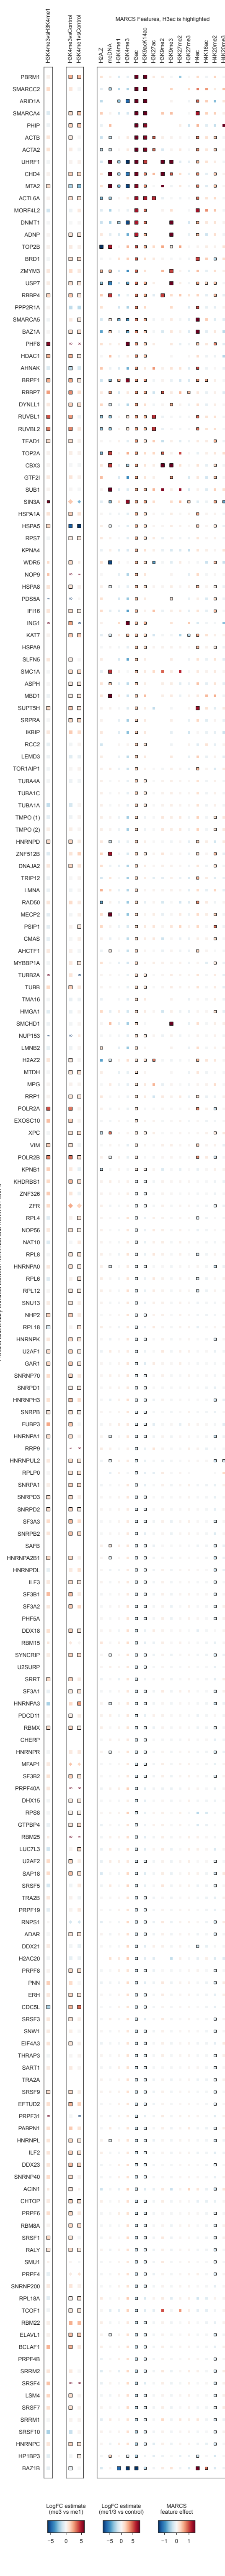 MARCS Features, H3ac is highlighted
H3K4me3vsH3K4me1
H3K4me3vsControl
H3K4me1vsControl
H2A.Z
meDNA
H3K4me1
H3K4me3
H3ac
H3K9acK14ac
H3K27ac
H3K9me2
H3K9me3
H3K27me2
H3K27me3
H4ac
H4K16ac
H4K20me2
H4K20me3
PBRM1
SMARCC2
ARID1A
SMARCA4
PHIP
ACTB
ACTA2
UHRF1
CHD4
MTA2
ACTL6A
MORF4L2
DNMT1
ADNP
TOP2B
BRD1
ZMYM3
USP7
RBBP4
PPP2R1A
SMARCA5
BAZ1A
PHF8
HDAC1
AHNAK
BRPF1
RBBP7
DYNLL1
RUVBL1
RUVBL2
TEAD1
TOP2A
CBX3
GTF2I
SUB1
SIN3A
HSPA1A
HSPA5
RPS7
KPNA4
WDR5
NOP9
HSPA8
PDS5A
IFI16
ING1
KAT7
HSPA9
SLFN5
SMC1A
ASPH
MBD1
SUPT5H
SRPRA
IKBIP
RCC2
LEMD3
TOR1AIP1
TUBA4A
TUBA1C
TUBA1A
TMPO (1)
TMPO (2)
HNRNPD
ZNF512B
DNAJA2
TRIP12
LMNA
RAD50
MECP2
PSIP1
CMAS
AHCTF1
MYBBP1A
TUBB2A
TUBB
TMA16
HMGA1
SMCHD1
NUP153
LMNB2
H2AZ2
MTDH
MPG
RRP1
POLR2A
EXOSC10
XPC
VIM
POLR2B
KPNB1
KHDRBS1
ZNF326
ZFR
RPL4
NOP56
NAT10
RPL8
HNRNPA0
RPL6
RPL12
SNU13
NHP2
RPL18
HNRNPK
U2AF1
GAR1
SNRNP70
SNRPD1
HNRNPH3
SNRPB
FUBP3
HNRNPA1
RRP9
HNRNPUL2
RPLP0
SNRPA1
SNRPD3
SNRPD2
SF3A3
SNRPB2
SAFB
HNRNPA2B1
HNRNPDL
ILF3
SF3B1
SF3A2
PHF5A
DDX18
RBM15
SYNCRIP
U2SURP
SRRT
SF3A1
HNRNPA3
PDCD11
RBMX
CHERP
HNRNPR
MFAP1
SF3B2
PRPF40A
DHX15
RPS8
GTPBP4
RBM25
LUC7L3
U2AF2
SAP18
SRSF5
TRA2B
PRPF19
RNPS1
ADAR
DDX21
H2AC20
PRPF8
PNN
ERH
CDC5L
SRSF3
SNW1
EIF4A3
THRAP3
SART1
TRA2A
SRSF9
EFTUD2
PRPF31
PABPN1
HNRNPL
ILF2
DDX23
SNRNP40
ACIN1
CHTOP
PRPF6
RBM8A
SRSF1
RALY
SMU1
PRPF4
SNRNP200
RPL18A
TCOF1
RBM22
ELAVL1
BCLAF1
PRPF4B
SRRM2
SRSF4
LSM4
SRSF7
SRRM1
SRSF10
HNRNPC
HP1BP3
BAZ1B
LogFC estimate
(me3 vs me1)
LogFC estimate
(me1/3 vs control)
MARCS
feature effect
−5 0 5
−5 0 5
−1 0 1